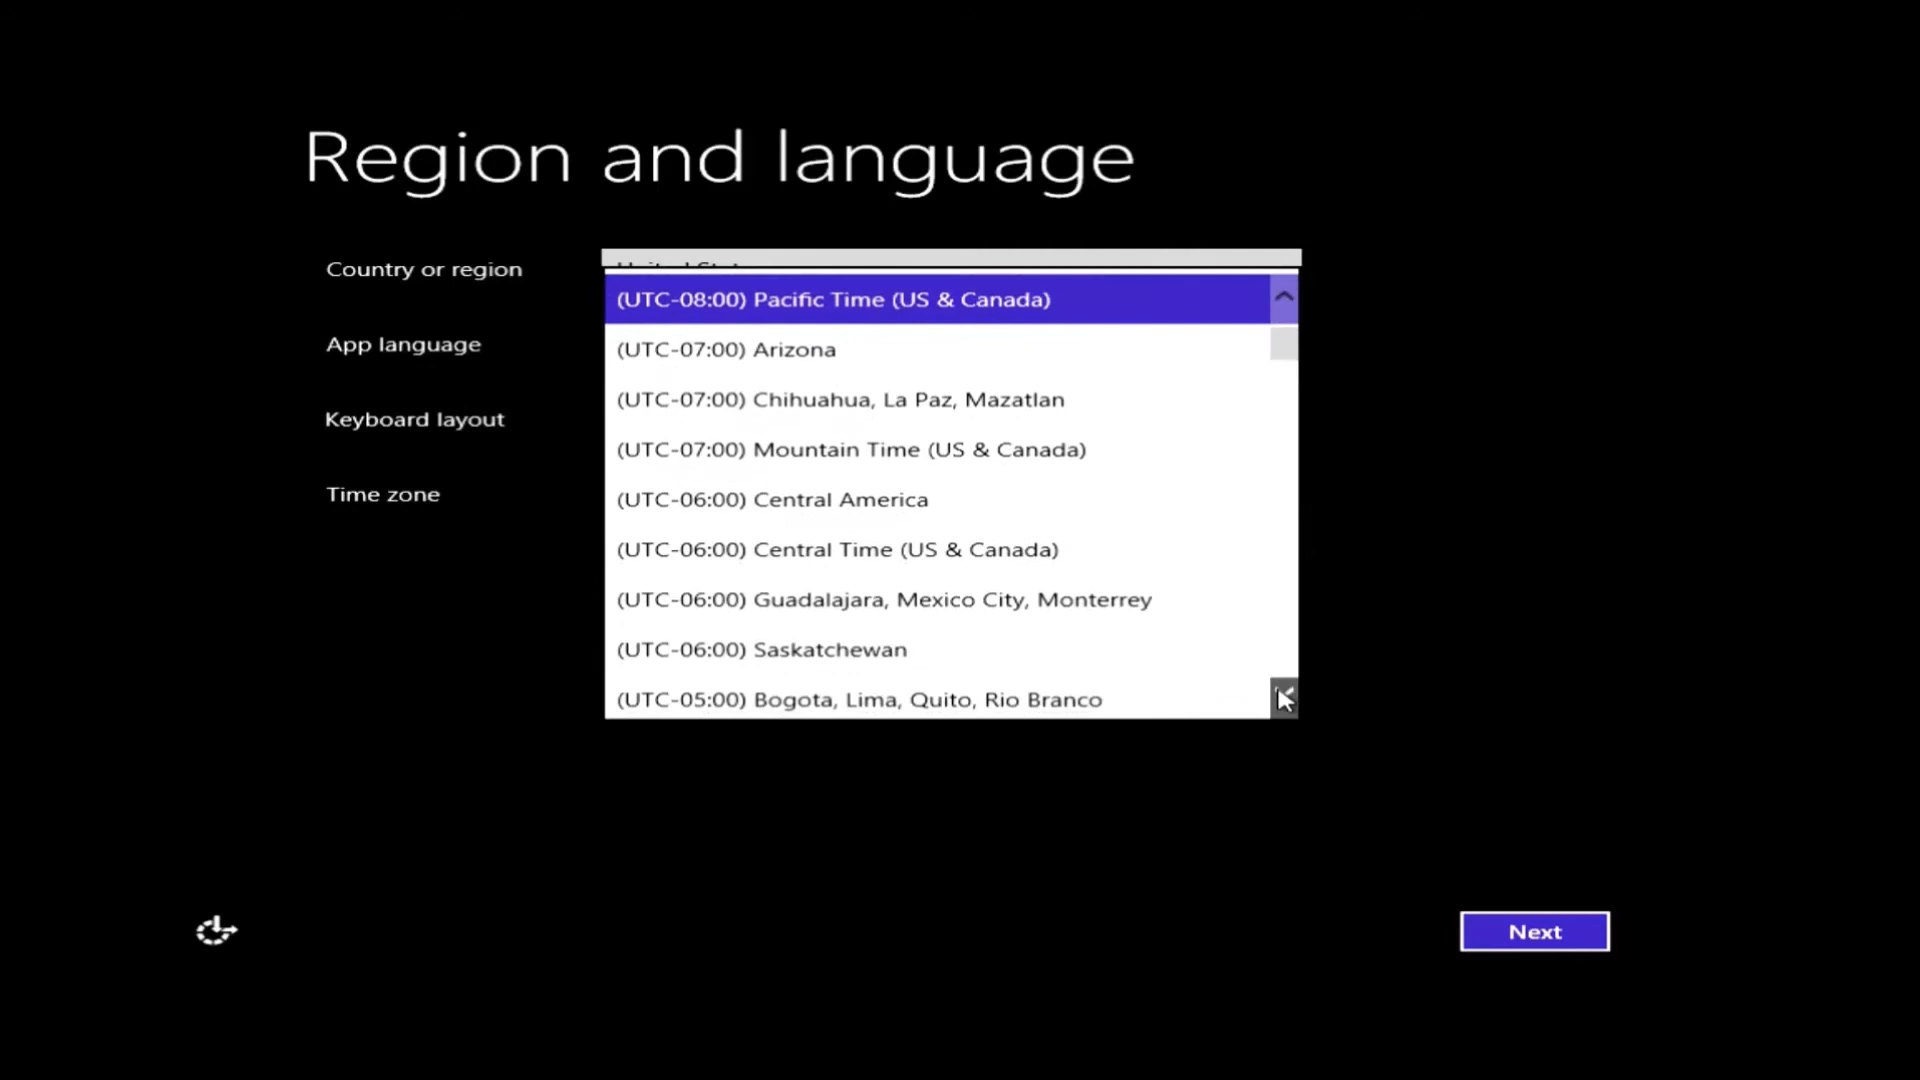 Region and language
Country or region
(UTC-08:00) Pacific Time (US & Canada)
App language
(UTC-07:00) Arizona
(UTC-07:00) Chihuahua, La Paz, Mazatlan
Keyboard layout
(UTC-07:00) Mountain Time (US & Canada)
Time zone
(UTC-06:00) Central America
(UTC-06:00) Central Time (US & Canada)
(UTC-06:00) Guadalajara, Mexico City, Monterrey
(UTC-06:00) Saskatchewan
(UTC-05:00) Bogota, Lima, Quito, Rio Branco
Next